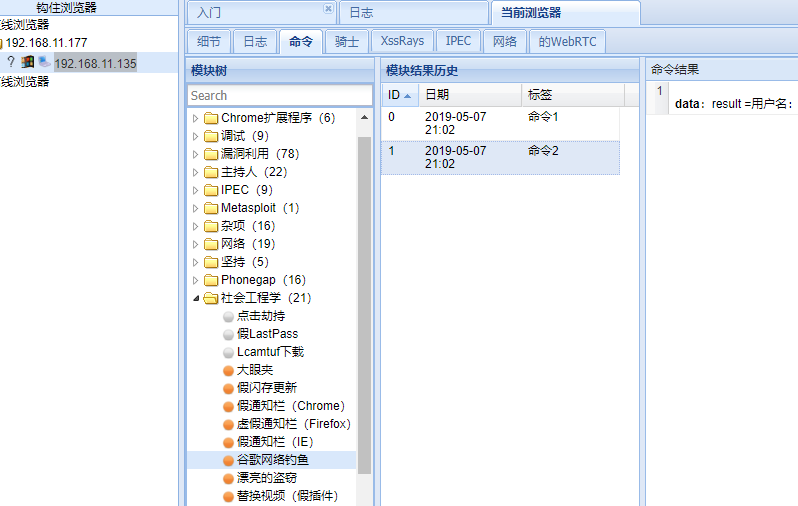 钩住浏览器
线浏览器
192.168.11.177
? 192.168.11.135
线浏览器
入门
日志
当前浏览器
细节
日志
命令
骑士
XssRays
IPEC
网络
的WebRTC
模块树
Search
Chrome扩展程序（6）
调试（9）
漏洞利用（78）
主持人（22）
IPEC（9）
Metasploit（1）
杂项（16）
网络（19）
坚持（5）
Phonegap（16）
社会工程学（21）
点击劫持
假LastPass
Lcamtuf下载
大眼夹
假闪存更新
假通知栏（Chrome）
虚假通知栏（Firefox）
假通知栏（IE）
谷歌网络钓鱼
漂亮的盗窃
替换视频（假插件）
模块结果历史
ID 日期 标签
0 2019-05-07 命令1
21:02
1 2019-05-07 命令2
21:02
命令结果
1
data：result =用户名：